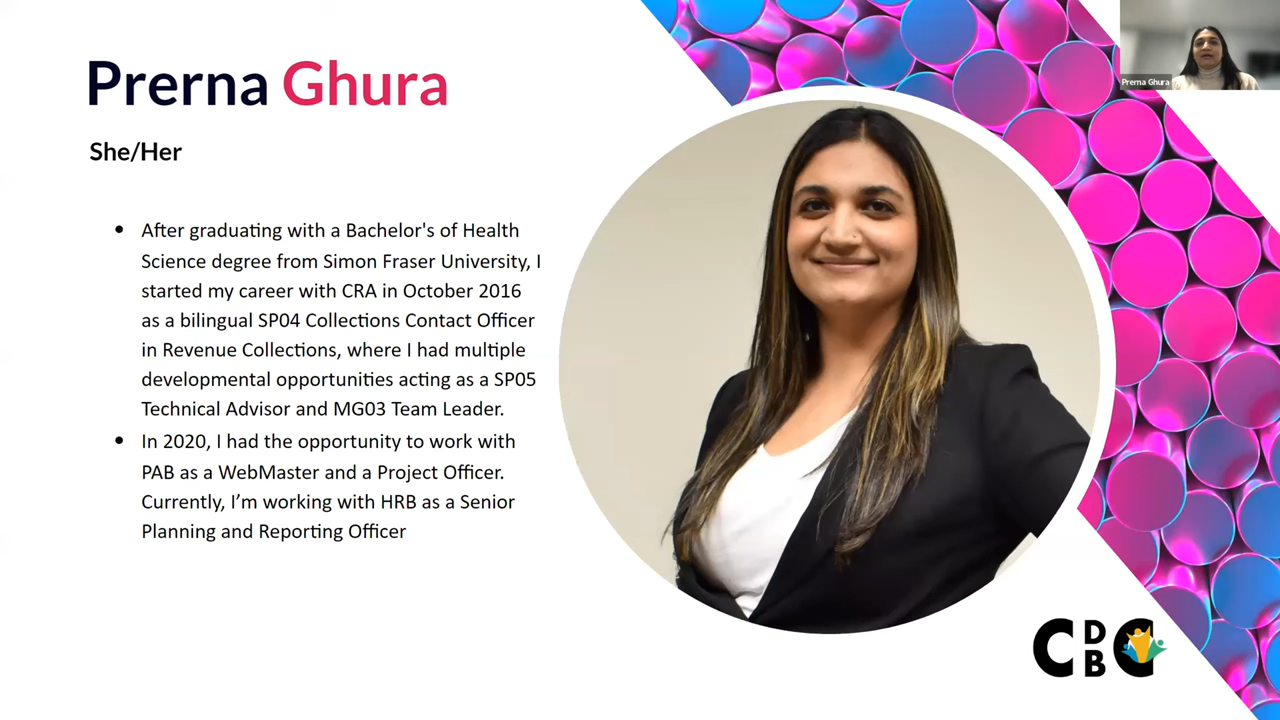 Prerna Ghura
She/Her
• After graduating with a Bachelor's of Health
Science degree from Simon Fraser University, I
started my career with CRA in October 2016
as a bilingual SP04 Collections Contact Officer
in Revenue Collections, where I had multiple
developmental opportunities acting as a SP05
Technical Advisor and MG03 Team Leader.
• In 2020, I had the opportunity to work with
PAB as a WebMaster and a Project Officer.
Currently, I’m working with HRB as a Senior
Planning and Reporting Officer
Prerna Ghura
CDBC